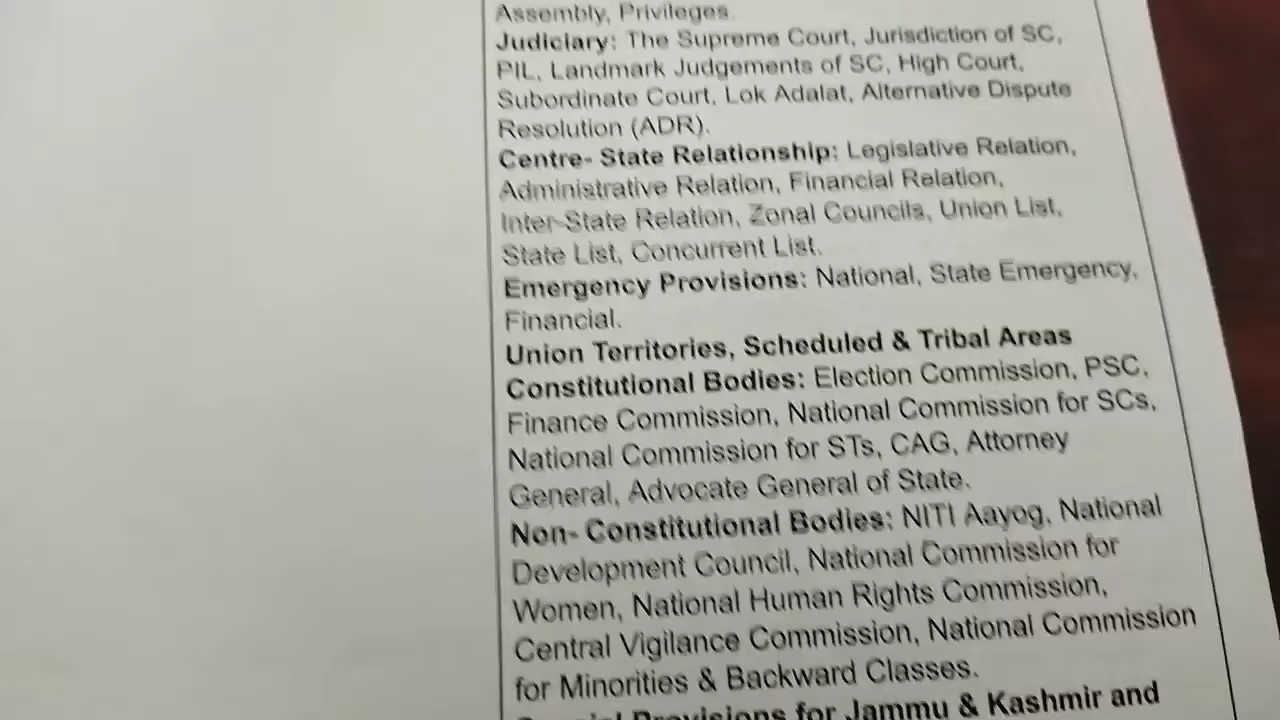 Assembly, Privileges.
Judiciary: The Supreme Court, Jurisdiction of SC,
PIL, Landmark Judgements of SC, High Court,
Subordinate Court, Lok Adalat, Alternative Dispute
Resolution (ADR).
Centre- State Relationship: Legislative Relation,
Administrative Relation, Financial Relation,
Inter-State Relation, Zonal Councils, Union List,
State List, Concurrent List.
Emergency Provisions: National, State Emergency,
Financial.
Union Territories, Scheduled & Tribal Areas
Constitutional Bodies: Election Commission, PSC,
Finance Commission, National Commission for SCs,
National Commission for STs, CAG, Attorney
General, Advocate General of State.
Non- Constitutional Bodies: NITI Aayog, National
Development Council, National Commission for
Women, National Human Rights Commission,
Central Vigilance Commission, National Commission
for Minorities & Backward Classes.
Special Provisions for Jammu & Kashmir and